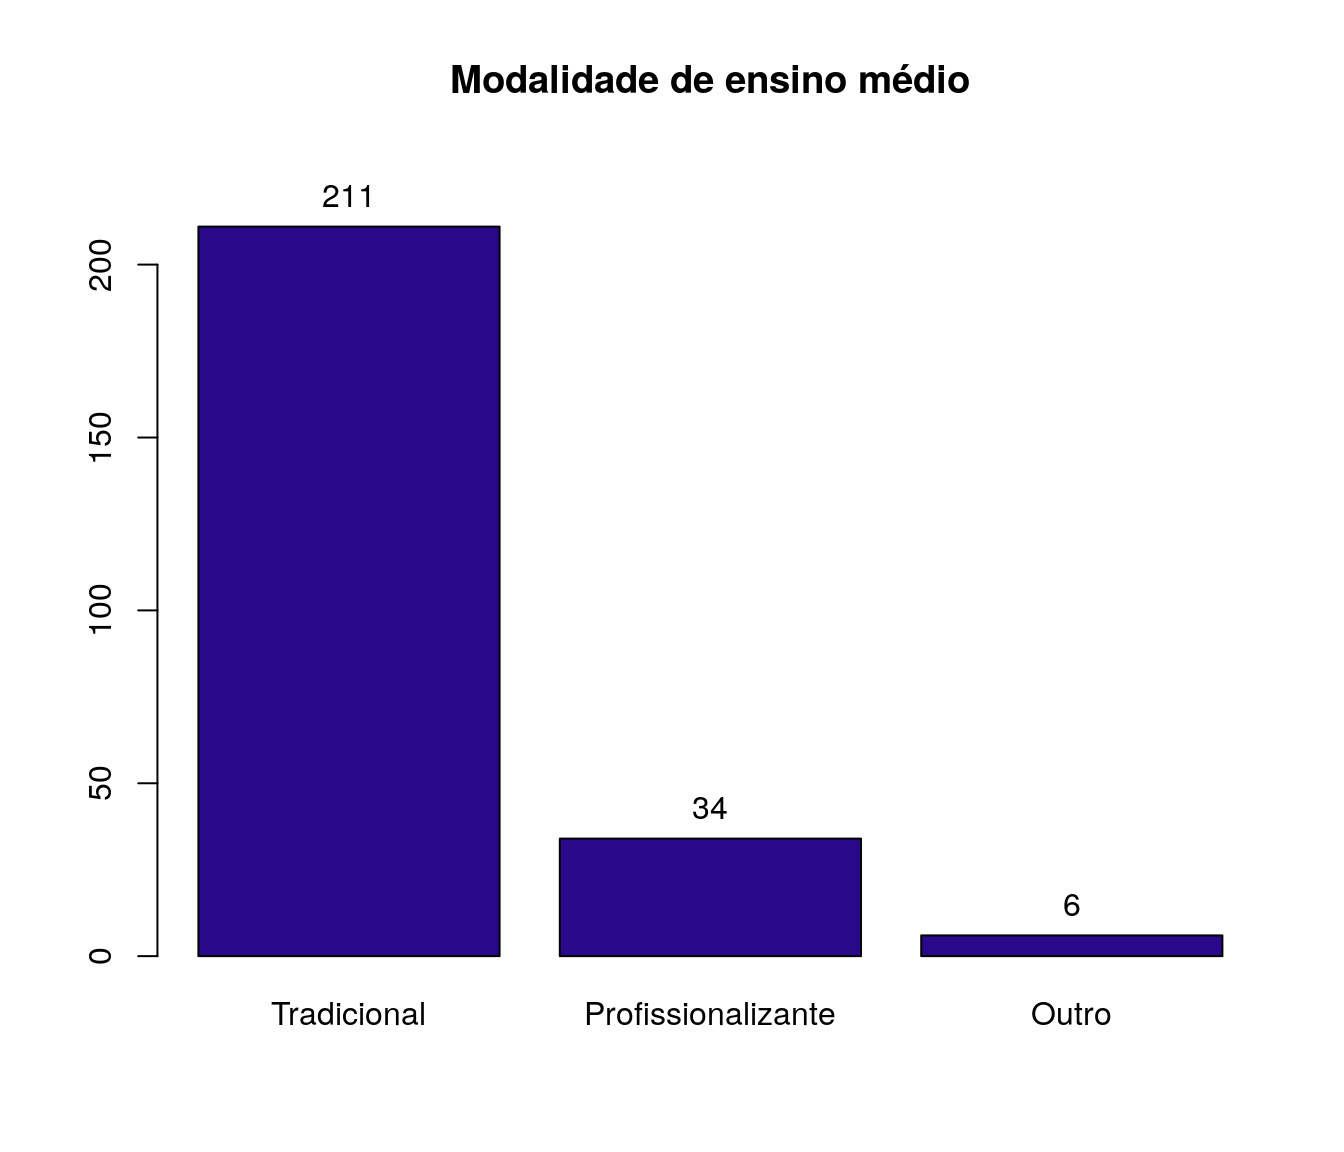 Modalidade de ensino médio
211
200
150
100
50
0
34
6
Tradicional
Profissionalizante
Outro